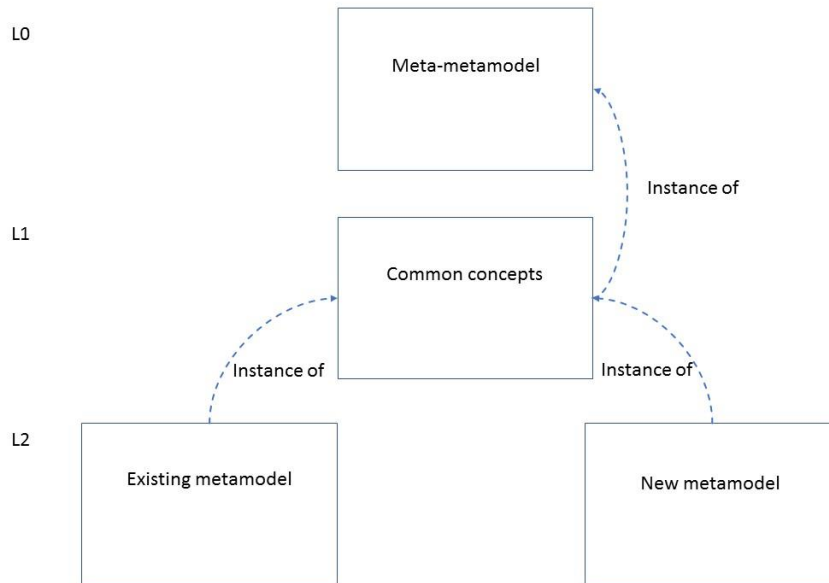 L0
Meta-metamodel
Instance of
L1
Common concepts
Instance of
Instance of
L2
Existing metamodel
New metamodel